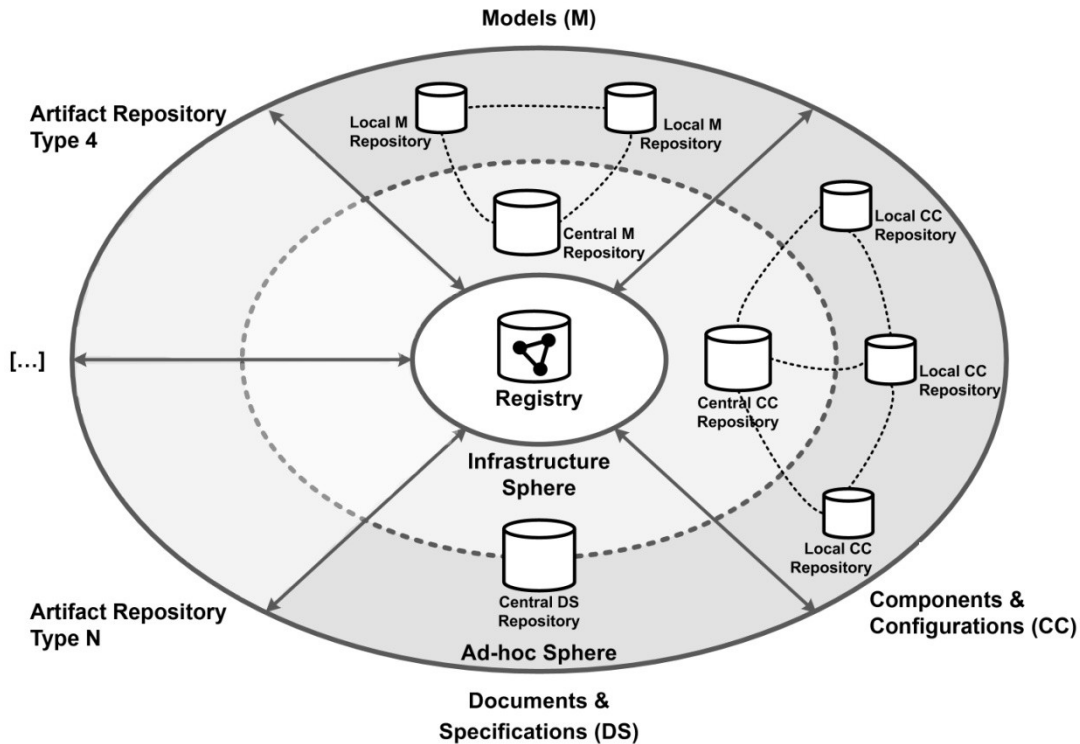 Models (M)
Artifact Repository
Type 4
Local M
Repository
Local M
Repository
Central M
Repository
Local CC
Repository
[...]
Registry
Central CC
Repository
Local CC
Repository
Infrastructure
Sphere
Local CC
Repository
Central DS
Repository
Artifact Repository
Type N
Ad-hoc Sphere
Components &
Configurations (CC)
Documents &
Specifications (DS)